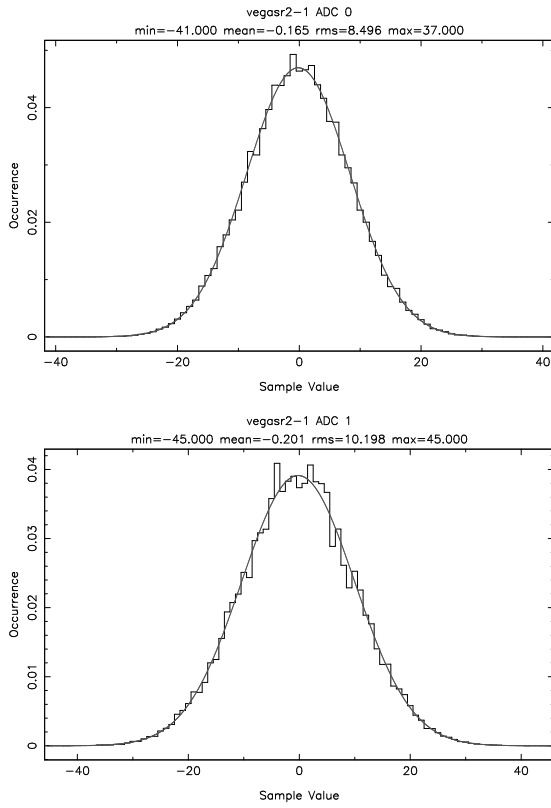 vegasr2-1 ADC 0
min=-41.000 mean=-0.165 rms=8.496 max=37.000
0.04
0.02
0
Occurrence
-40 -20 0 20 40
Sample Value
vegasr2-1 ADC 1
min=-45.000 mean=-0.201 rms=10.198 max=45.000
0.04
0.03
0.02
0.01
0
Occurrence
-40 -20 0 20 40
Sample Value